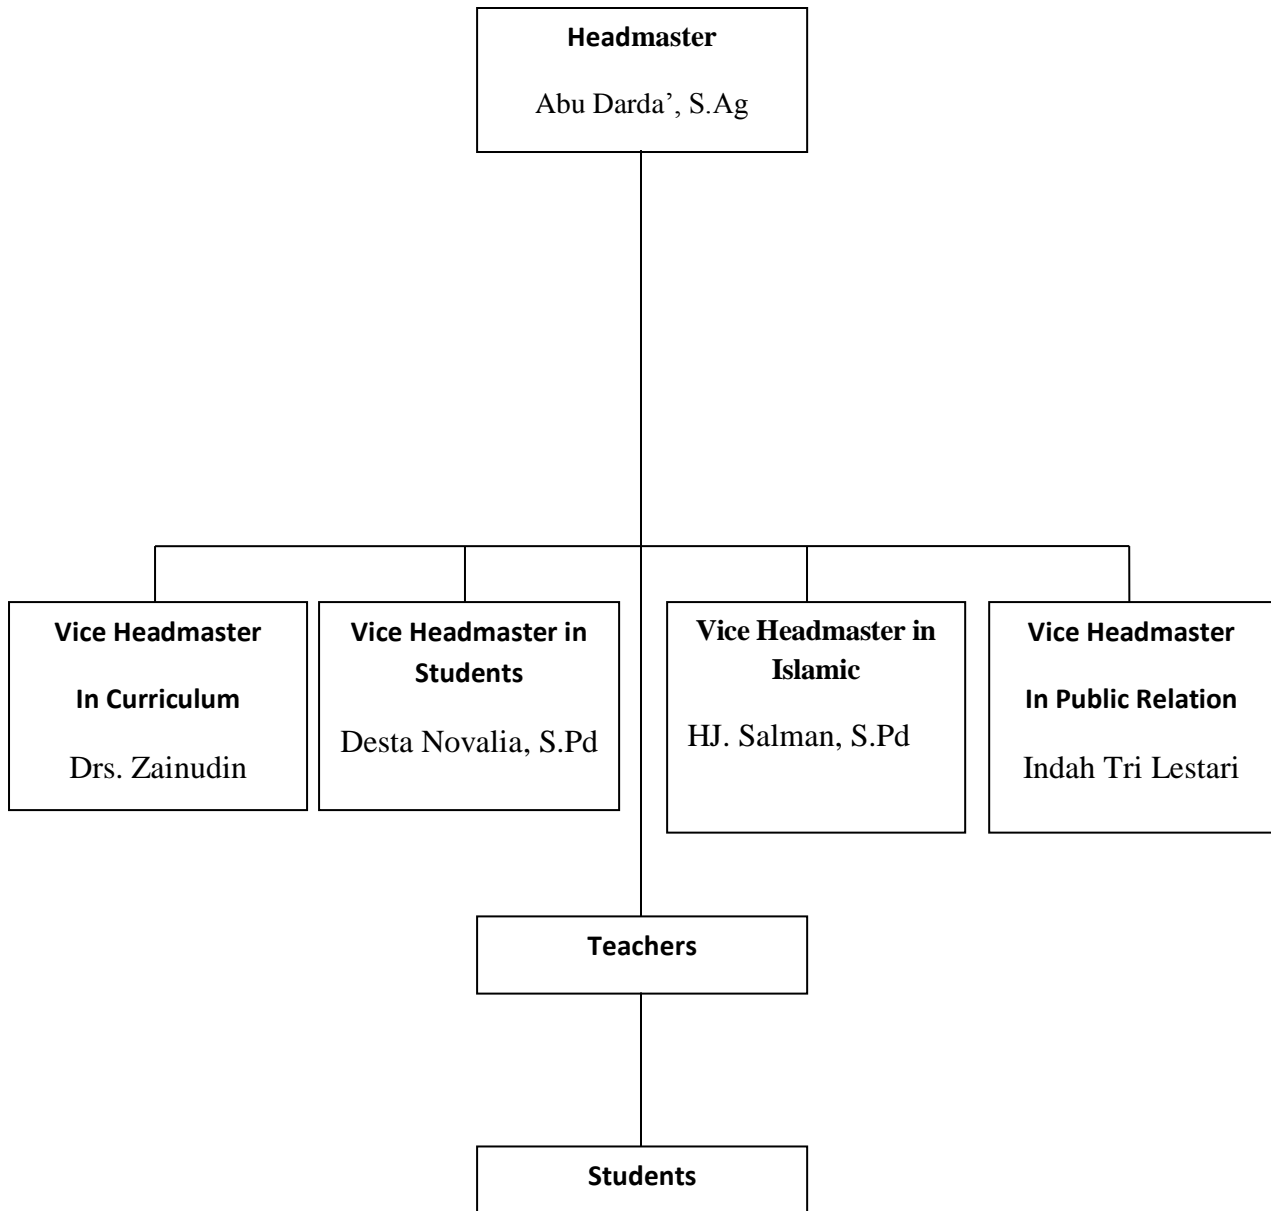 Headmaster
Abu Darda’, S.Ag
Vice Headmaster
In Curriculum
Drs. Zainudin
Vice Headmaster in
Students
Desta Novalia, S.Pd
Vice Headmaster in
Islamic
HJ. Salman, S.Pd
Vice Headmaster
In Public Relation
Indah Tri Lestari
Teachers
Students